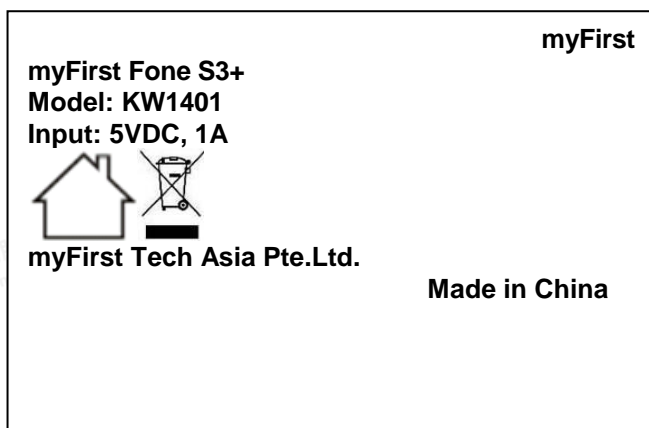 myFirst
myFirst Fone S3+
Model: KW1401
Input: 5VDC, 1A
myFirst Tech Asia Pte.Ltd.
Made in China